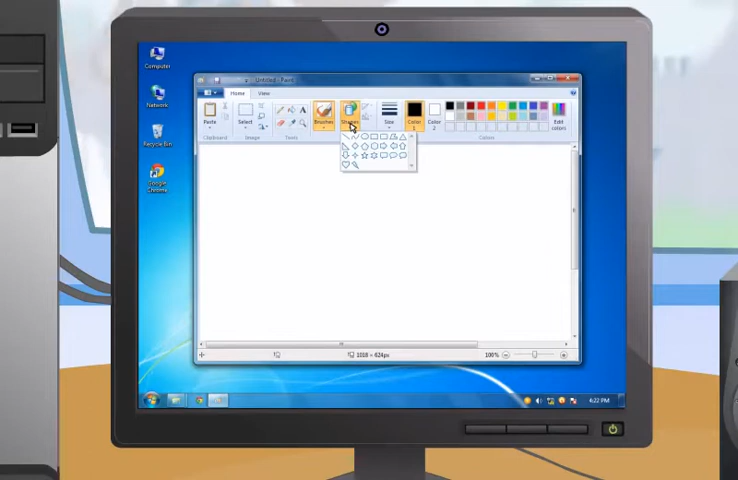 Computer
Network
Recycle Bin
Google
Chrome
Untitled - Paint
Home
View
Paste
Select
Brushes
Shapes
Size
Color
1
Color
2
Edit
colors
Clipboard
Image
Tools
Colors
1018 × 624px
100%
6:22 PM